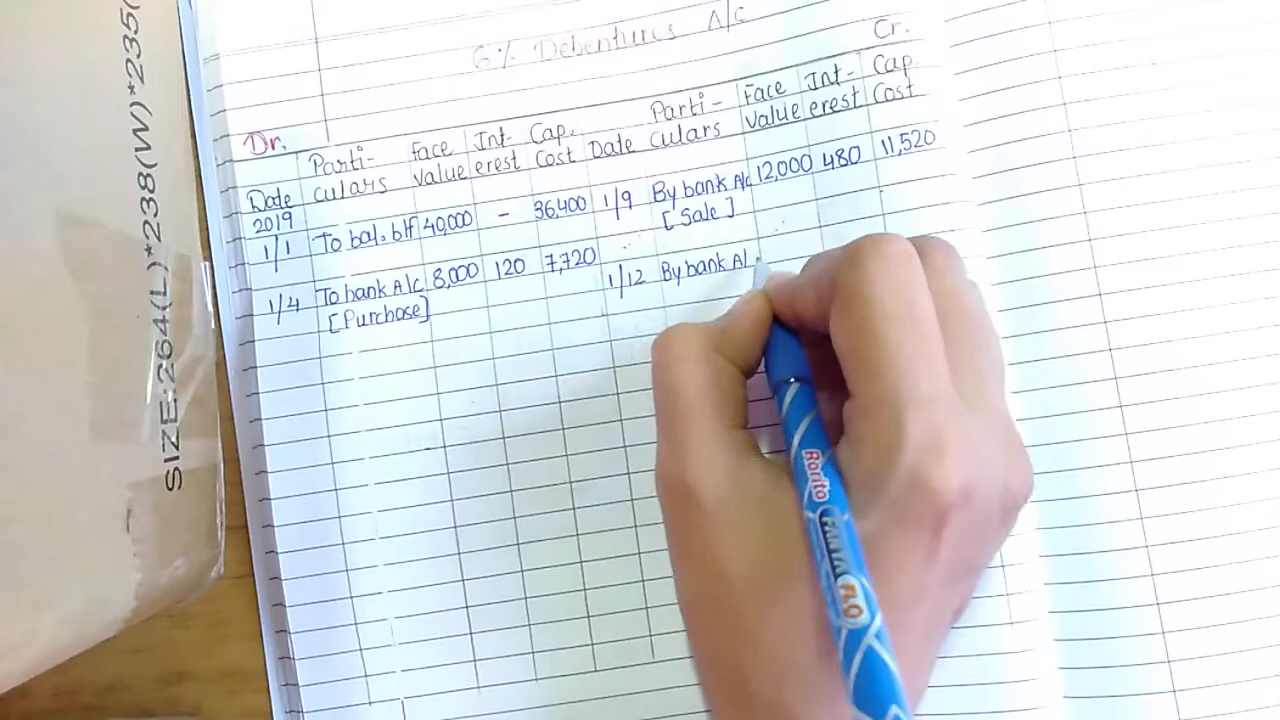 6% Debentures A/c
Dr.
Cr.
Date Parti- culars Face value Int- erest Cap. Cost Date Parti- culars Face value Int- erest Cap. Cost
2019
1/1 To bal. b/f 40,000 - 36,400 1/9 By bank A/c 12,000 480 11,520
[Sale]
1/4 To bank A/c 8,000 120 7,720 1/12 By bank A/
[Purchase]
SIZE:264(L)*238(W)*235(
Rorito
FLO